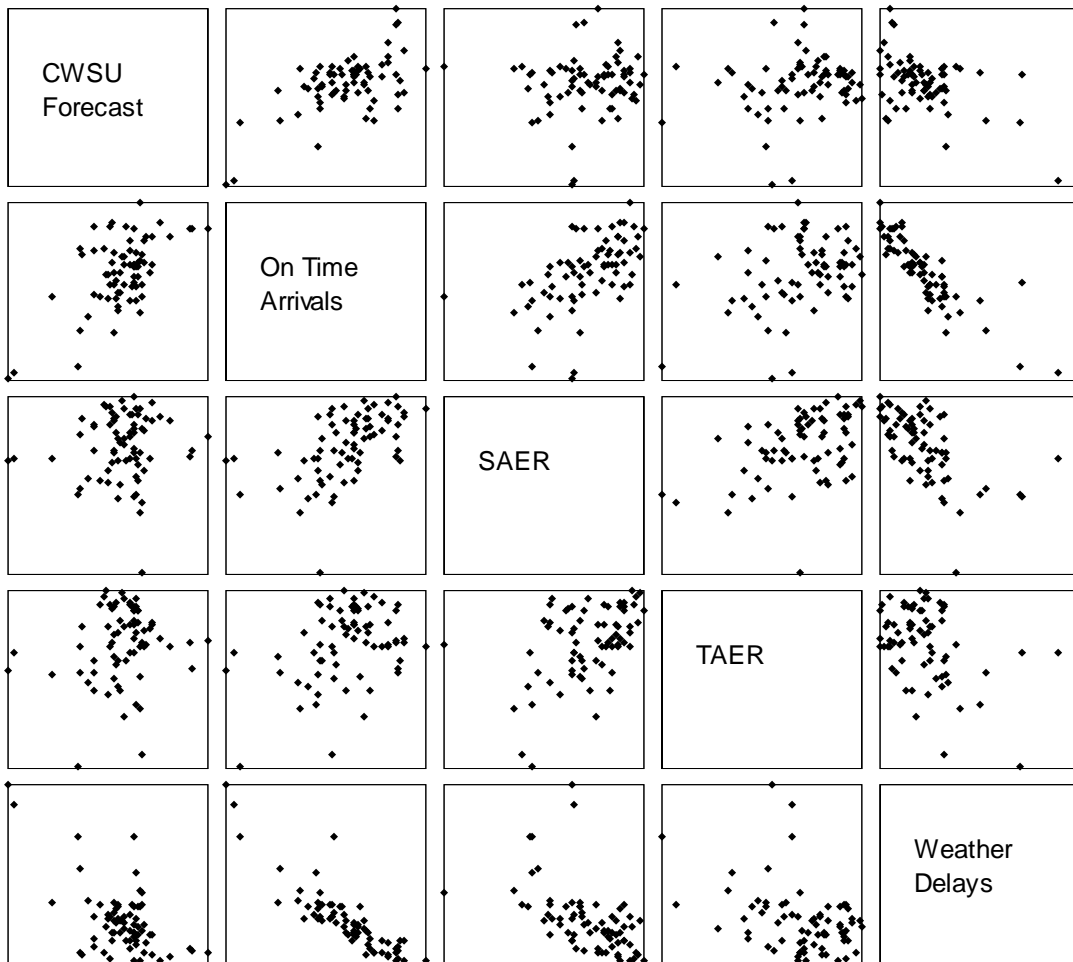 CWSU
Forecast
On Time
Arrivals
SAER
TAER
Weather
Delays